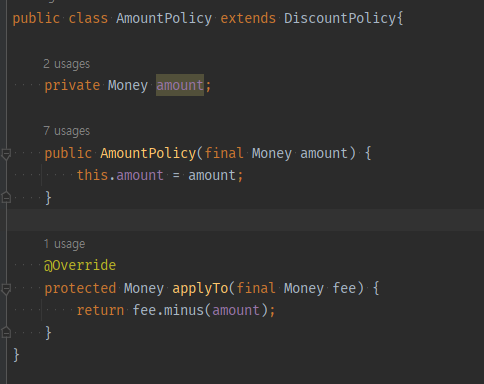 public class AmountPolicy extends DiscountPolicy{
2 usages
private Money amount;
7 usages
public AmountPolicy(final Money amount) {
this.amount = amount;
}
1 usage
@Override
protected Money applyTo(final Money fee) {
return fee.minus(amount);
}
}